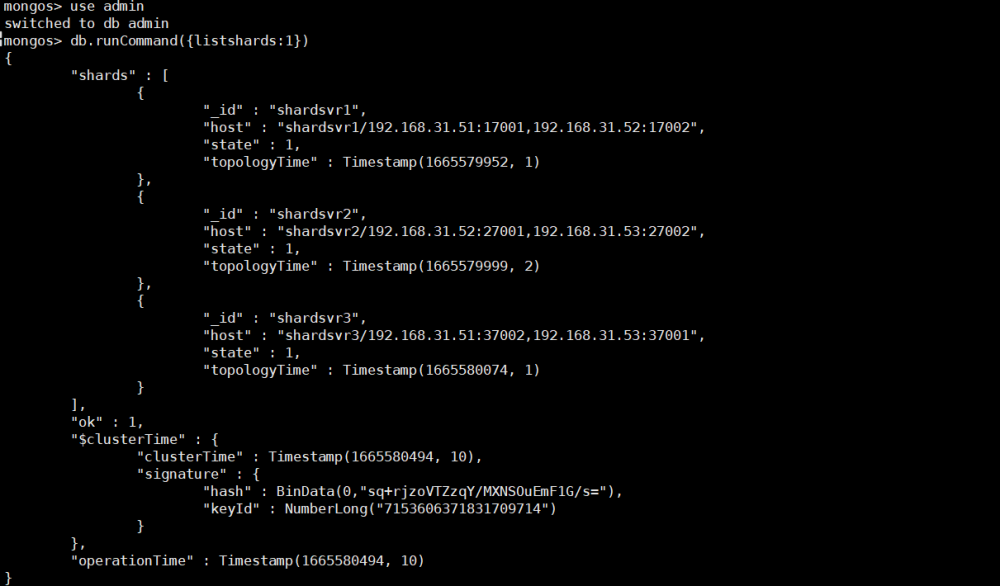 mongos> use admin
switched to db admin
mongos> db.runCommand({listshards:1})
{
        "shards" : [
                {
                        "_id" : "shardsvr1",
                        "host" : "shardsvr1/192.168.31.51:17001,192.168.31.52:17002",
                        "state" : 1,
                        "topologyTime" : Timestamp(1665579952, 1)
                },
                {
                        "_id" : "shardsvr2",
                        "host" : "shardsvr2/192.168.31.52:27001,192.168.31.53:27002",
                        "state" : 1,
                        "topologyTime" : Timestamp(1665579999, 2)
                },
                {
                        "_id" : "shardsvr3",
                        "host" : "shardsvr3/192.168.31.51:37002,192.168.31.53:37001",
                        "state" : 1,
                        "topologyTime" : Timestamp(1665580074, 1)
                }
        ],
        "ok" : 1,
        "$clusterTime" : {
                "clusterTime" : Timestamp(1665580494, 10),
                "signature" : {
                        "hash" : BinData(0,"sq+rjzoVTZzqY/MXNSOuEmF1G/s="),
                        "keyId" : NumberLong("7153606371831709714")
                }
        },
        "operationTime" : Timestamp(1665580494, 10)
}